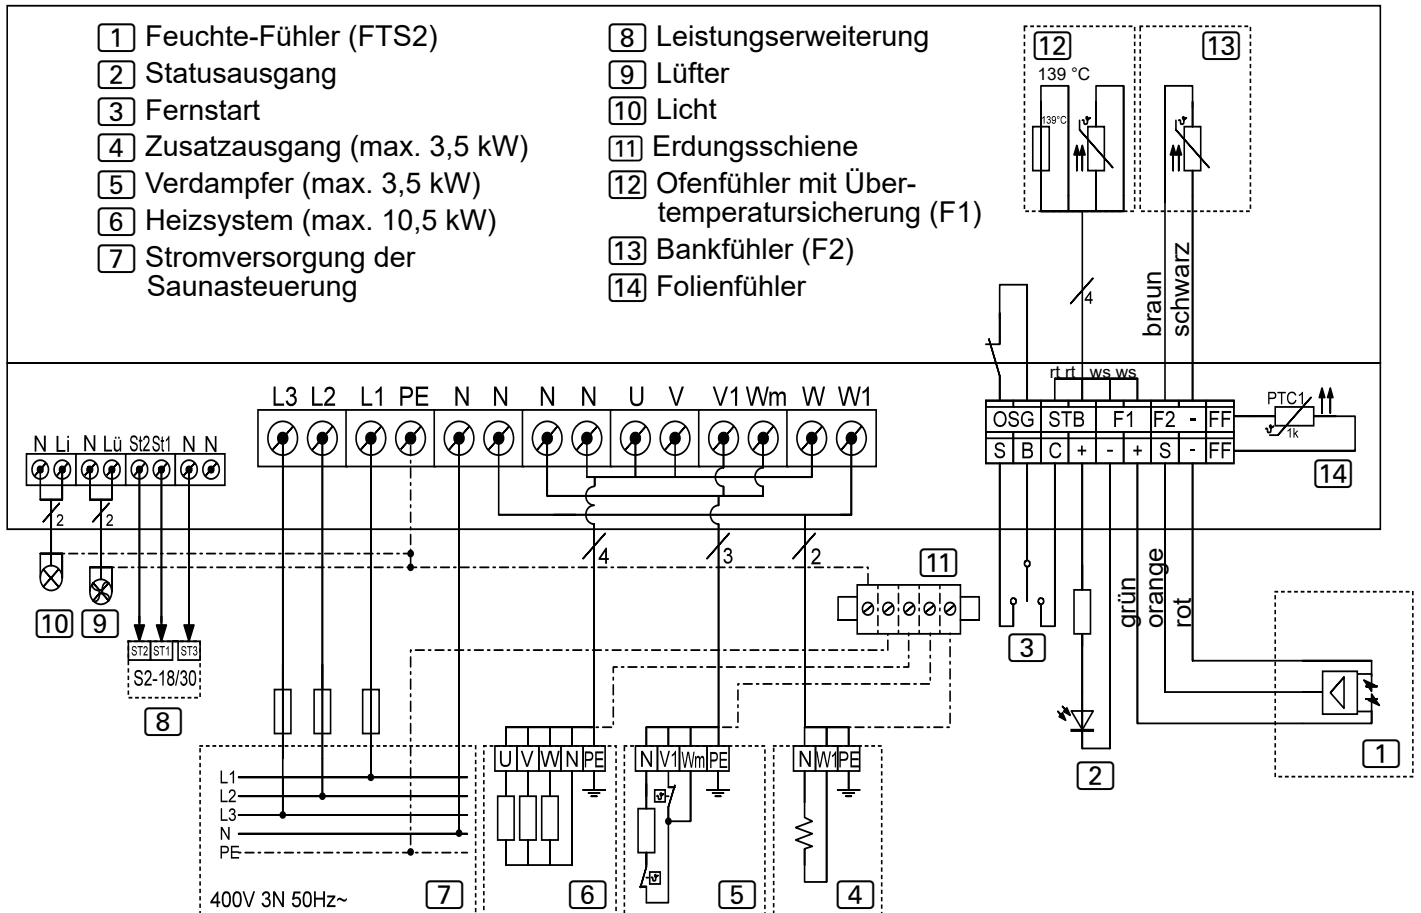 1 Feuchte-Fühler (FTS2)
2 Statusausgang
3 Fernstart
4 Zusatzausgang (max. 3,5 kW)
5 Verdampfer (max. 3,5 kW)
6 Heizsystem (max. 10,5 kW)
7 Stromversorgung der
Saunasteuerung
8 Leistungserweiterung
9 Lüfter
10 Licht
11 Erdungsschiene
12 Ofenfühler mit Über-
temperatursicherung (F1)
13 Bankfühler (F2)
14 Folienfühler
12
139 °C
139°C
13
4
braun
schwarz
rt rt ws ws
L3 L2 L1 PE N N N N U V V1 Wm W W1
N Li N Lü St2 St1 N N
2
2
OSG STB F1 F2 - FF
S B C + - + S - FF
PTC1
1k
14
4
3
2
11
10
9
ST2 ST1 ST3
S2-18/30
8
3
grün
orange
rot
2
1
L1
L2
L3
N
PE
400V 3N 50Hz~
7
U V W N PE
6
N V1 Wm PE
5
N W1 PE
4